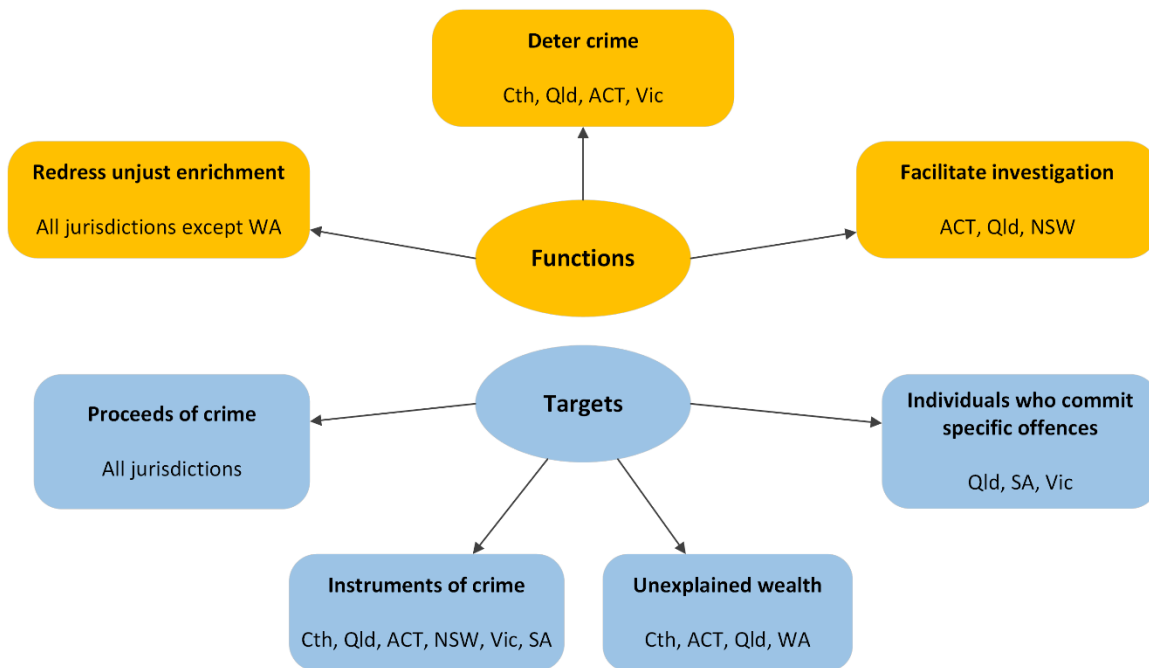 Deter crime
Cth, Qld, ACT, Vic
Redress unjust enrichment
All jurisdictions except WA
Facilitate investigation
ACT, Qld, NSW
Functions
Targets
Proceeds of crime
All jurisdictions
Individuals who commit
specific offences
Qld, SA, Vic
Instruments of crime
Cth, Qld, ACT, NSW, Vic, SA
Unexplained wealth
Cth, ACT, Qld, WA